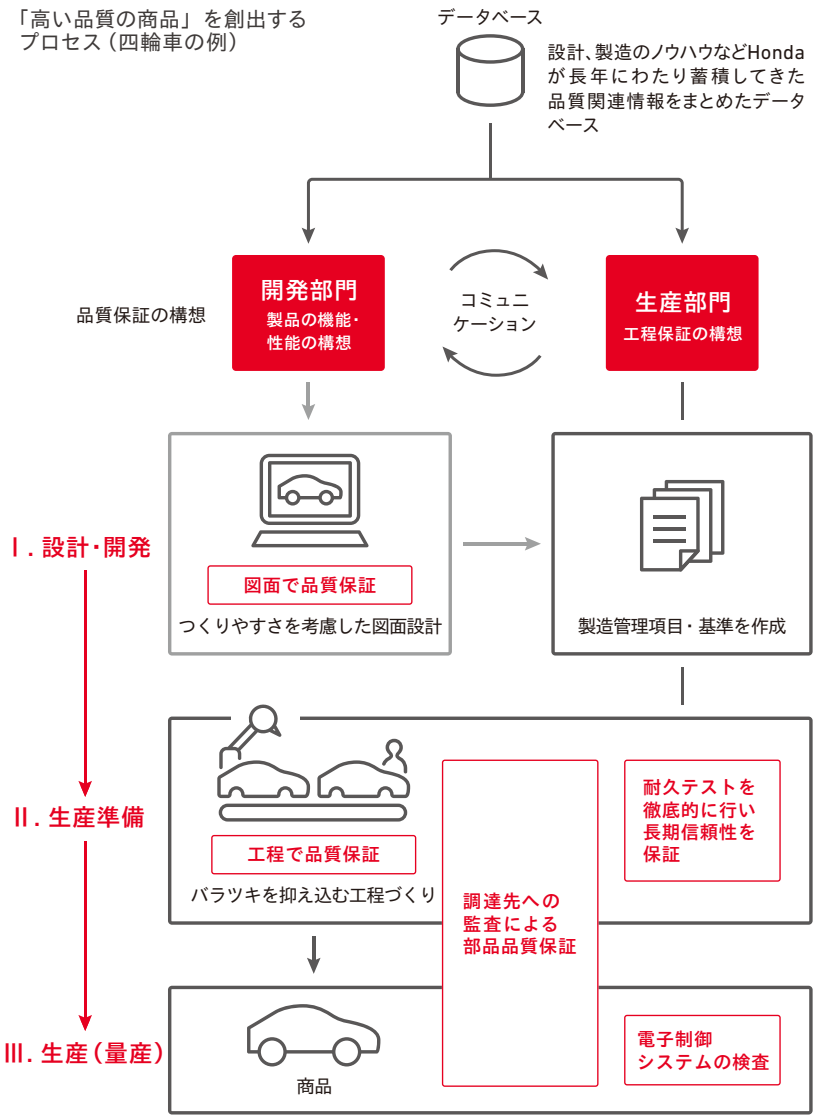 「高い品質の商品」を創出する
プロセス（四輪車の例）
データベース
設計、製造のノウハウなどHonda
が長年にわたり蓄積してきた
品質関連情報をまとめたデータ
ベース
品質保証の構想
開発部門
製品の機能・
性能の構想
コミュニ
ケーション
生産部門
工程保証の構想
Ⅰ. 設計・開発
図面で品質保証
つくりやすさを考慮した図面設計
製造管理項目・基準を作成
Ⅱ. 生産準備
工程で品質保証
バラツキを抑え込む工程づくり
調達先への
監査による
部品品質保証
耐久テストを
徹底的に行い
長期信頼性を
保証
Ⅲ. 生産（量産）
商品
電子制御
システムの検査